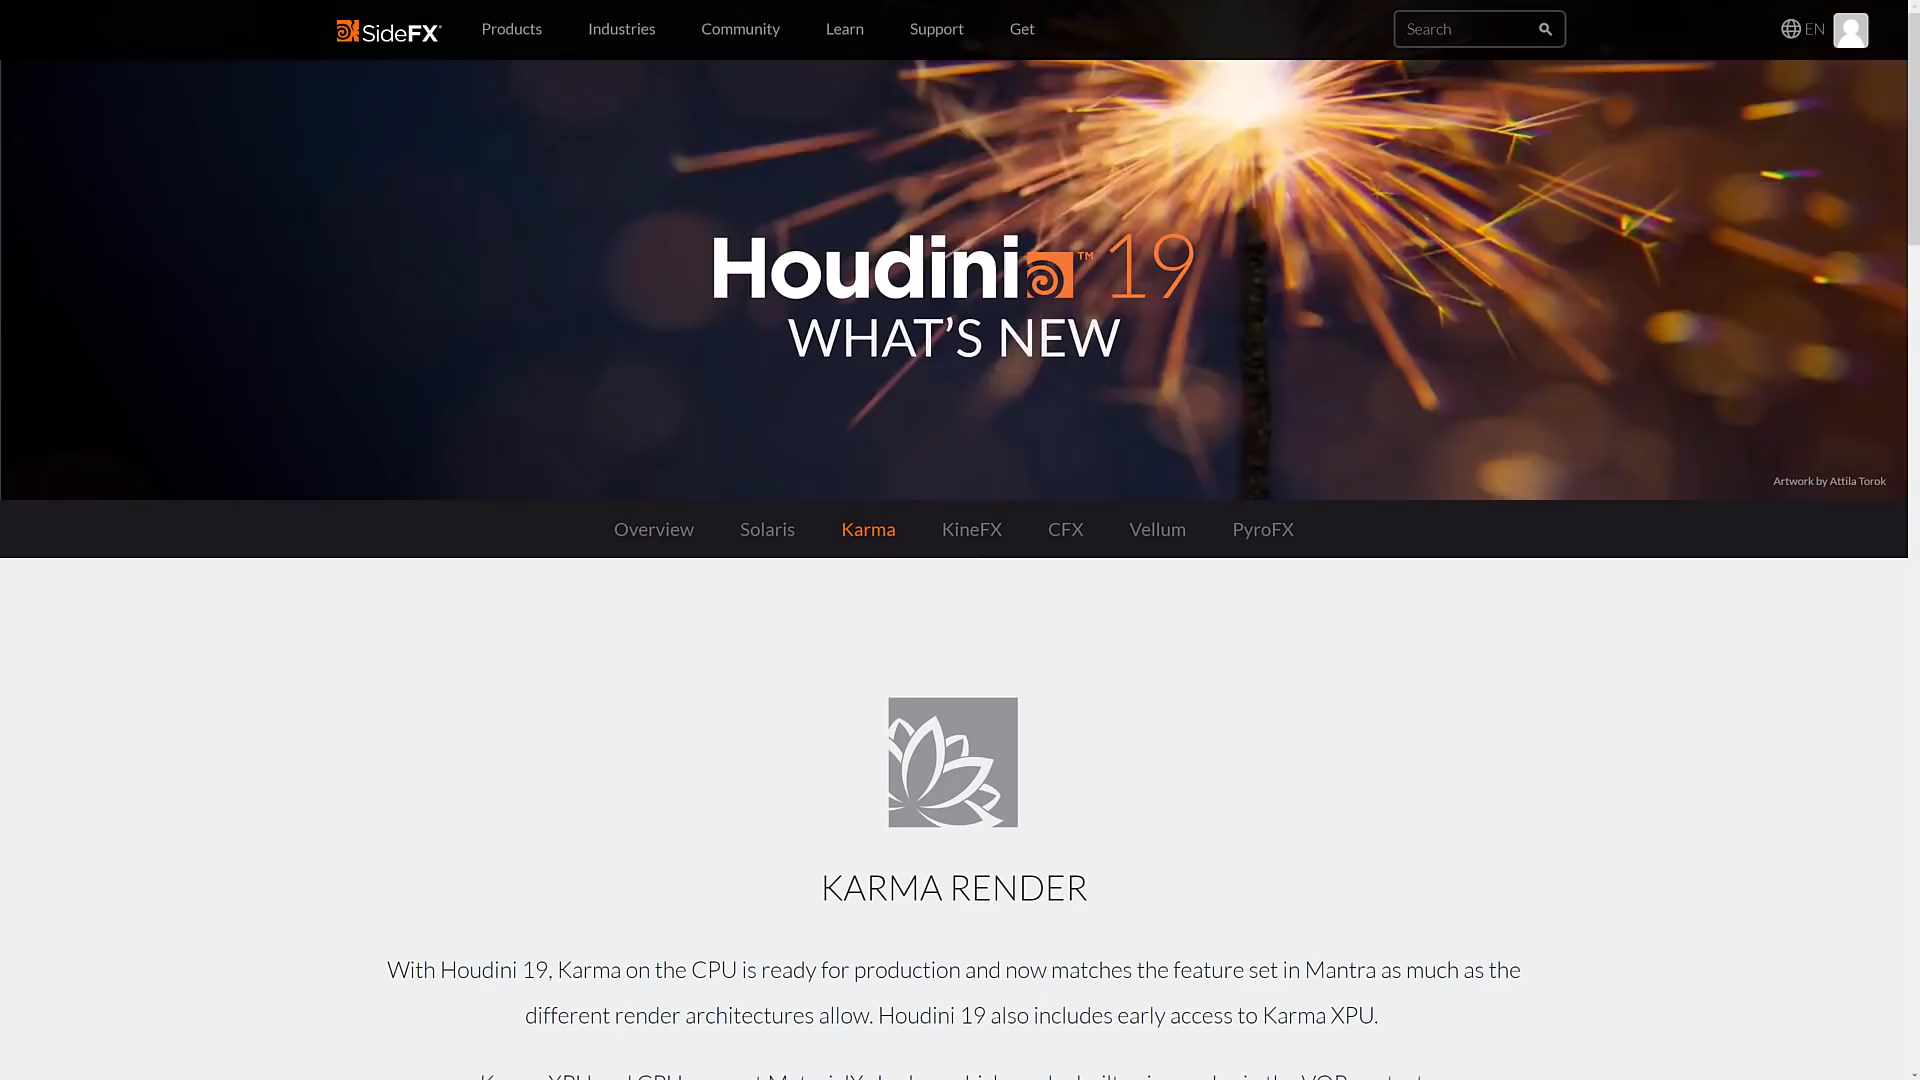 SideFX Products Industries Community Learn Support Get Search EN
Houdini™ 19
WHAT'S NEW
Artwork by Attila Torok
Overview Solaris Karma KineFX CFX Vellum PyroFX
KARMA RENDER
With Houdini 19, Karma on the CPU is ready for production and now matches the feature set in Mantra as much as the
different render architectures allow. Houdini 19 also includes early access to Karma XPU.